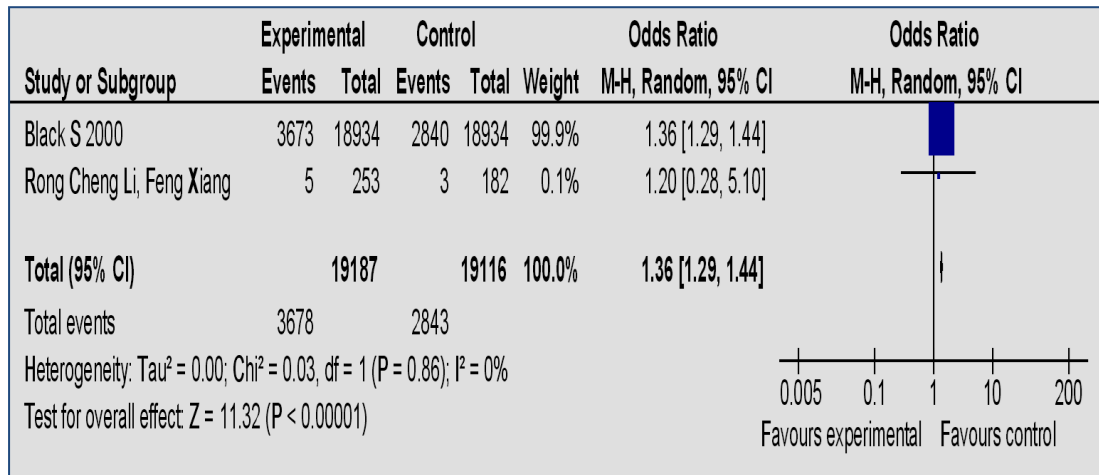 Experimental Control Odds Ratio Odds Ratio
Study or Subgroup Events Total Events Total Weight M-H, Random, 95% CI M-H, Random, 95% CI
Black S 2000 3673 18934 2840 18934 99.9% 1.36 [1.29, 1.44]
Rong Cheng Li, Feng Xiang 5 253 3 182 0.1% 1.20 [0.28, 5.10]
Total (95% CI) 19187 19116 100.0% 1.36 [1.29, 1.44]
Total events 3678 2843
Heterogeneity: Tau² = 0.00; Chi² = 0.03, df = 1 (P = 0.86); I² = 0%
Test for overall effect: Z = 11.32 (P < 0.00001)
0.005 0.1 1 10 200
Favours experimental Favours control